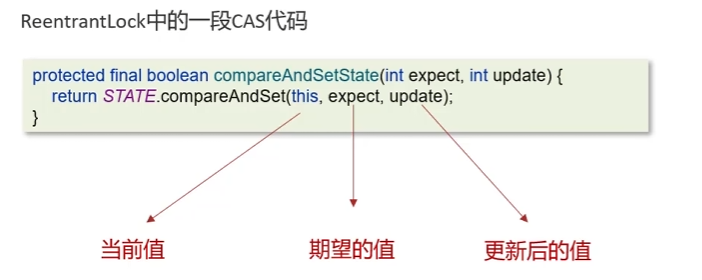 ReentrantLock中的一段CAS代码
protected final boolean compareAndSetState(int expect, int update) {
return STATE.compareAndSet(this, expect, update);
}
当前值 期望的值 更新后的值